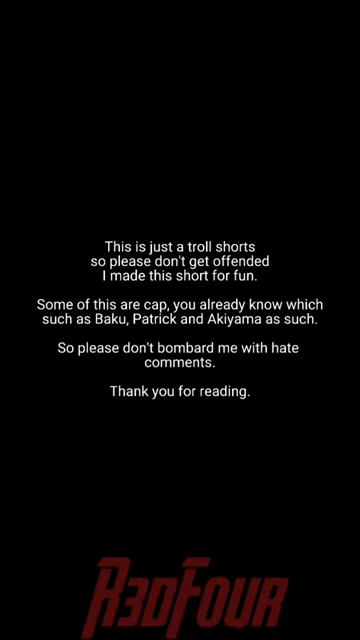 This is just a troll shorts
so please don't get offended
I made this short for fun.
Some of this are cap, you already know which
such as Baku, Patrick and Akiyama as such.
So please don't bombard me with hate
comments.
Thank you for reading.
R3dFour